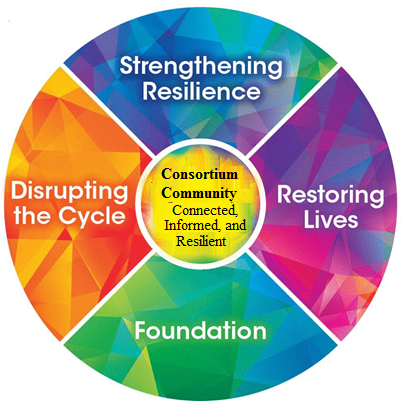 Strengthening
Resilience
Disrupting
the Cycle
Consortium
Community
Connected,
Informed, and
Resilient
Restoring
Lives
Foundation